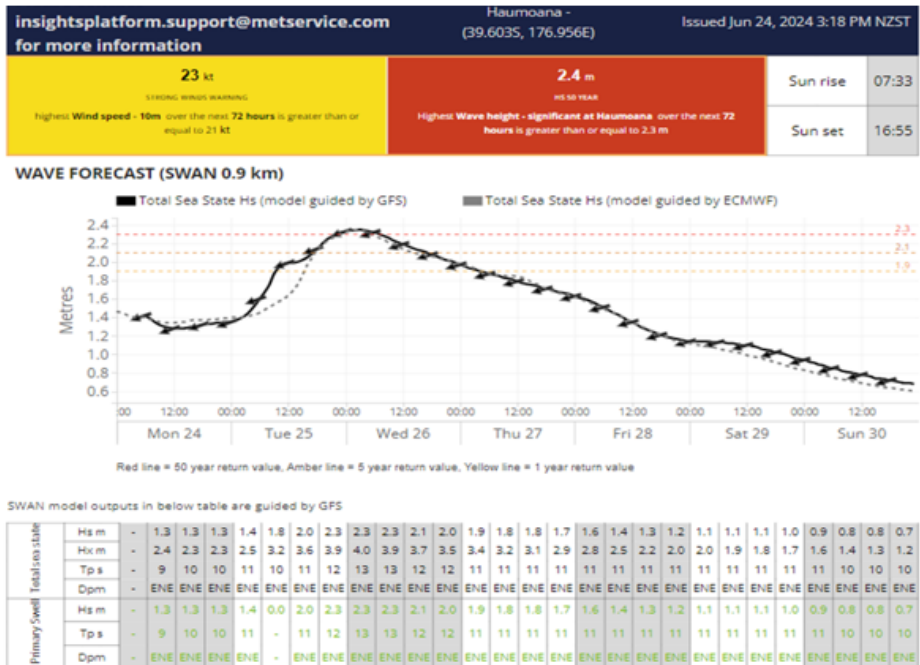 insightsplatform.support@metservice.com
for more information
Haumoana -
(39.603S, 176.956E)
Issued Jun 24, 2024 3:18 PM NZST
23 kt
STRONG WINDS WARNING
highest Wind speed - 10m over the next 72 hours is greater than or
equal to 21 kt
2.4 m
HS 50 YEAR
Highest Wave height - significant at Haumoana over the next 72
hours is greater than or equal to 2.3 m
Sun rise 07:33
Sun set 16:55
WAVE FORECAST (SWAN 0.9 km)
Total Sea State Hs (model guided by GFS) Total Sea State Hs (model guided by ECMWF)
2.4
2.2
2.0
1.8
1.6
1.4
1.2
1.0
0.8
0.6
Metres
2.3
2.1
1.9
:00 12:00 00:00 12:00 00:00 12:00 00:00 12:00 00:00 12:00 00:00 12:00 00:00 12:00
Mon 24 Tue 25 Wed 26 Thu 27 Fri 28 Sat 29 Sun 30
Red line = 50 year return value, Amber line = 5 year return value, Yellow line = 1 year return value
SWAN model outputs in below table are guided by GFS
Total sea state
Hs m - 1.3 1.3 1.3 1.4 1.8 2.0 2.3 2.3 2.3 2.1 2.0 1.9 1.8 1.8 1.7 1.6 1.4 1.3 1.2 1.1 1.1 1.1 1.0 0.9 0.8 0.8 0.7
Hx m - 2.4 2.3 2.3 2.5 3.2 3.6 3.9 4.0 3.9 3.7 3.5 3.4 3.2 3.1 2.9 2.8 2.5 2.2 2.0 2.0 1.9 1.8 1.7 1.6 1.4 1.3 1.2
Tp s - 9 10 10 11 10 11 12 13 13 12 12 11 11 11 11 11 11 11 11 11 11 11 11 11 10 10 10
Dpm - ENE ENE ENE ENE ENE ENE ENE ENE ENE ENE ENE ENE ENE ENE ENE ENE ENE ENE ENE ENE ENE ENE ENE ENE ENE ENE ENE
Primary Swell
Hs m - 1.3 1.3 1.3 1.4 0.0 2.0 2.3 2.3 2.3 2.1 2.0 1.9 1.8 1.8 1.7 1.6 1.4 1.3 1.2 1.1 1.1 1.1 1.0 0.9 0.8 0.8 0.7
Tp s - 9 10 10 11 - 11 12 13 13 12 12 11 11 11 11 11 11 11 11 11 11 11 11 11 10 10 10
Dpm - ENE ENE ENE ENE - ENE ENE ENE ENE ENE ENE ENE ENE ENE ENE ENE ENE ENE ENE ENE ENE ENE ENE ENE ENE ENE ENE